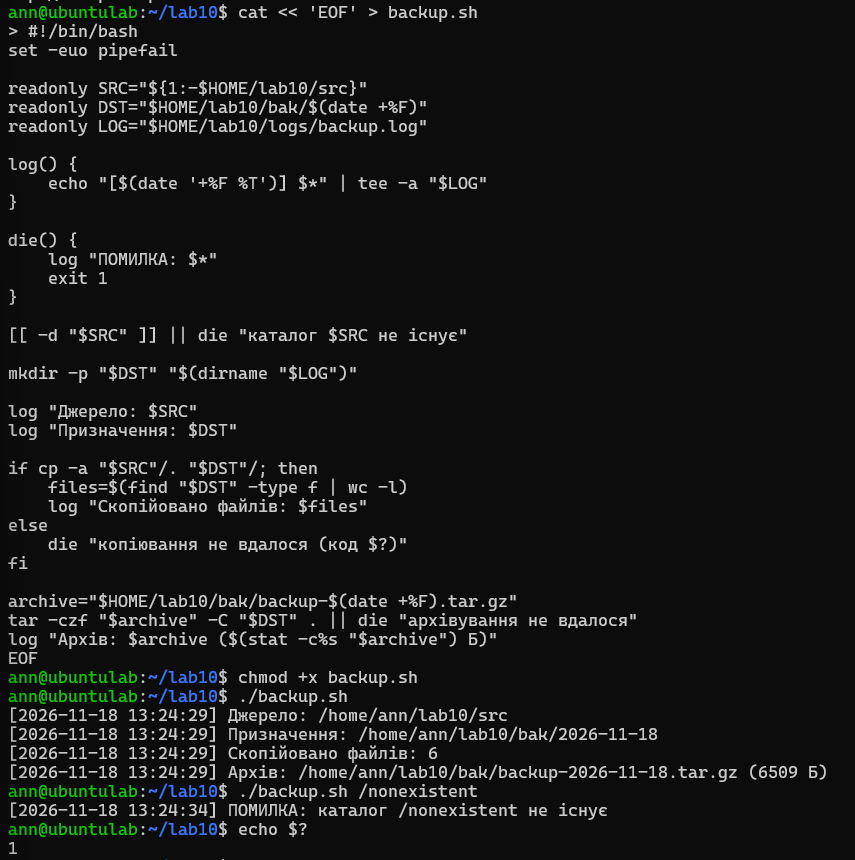 ann@ubuntulab:~/lab10$ cat << 'EOF' > backup.sh
> #!/bin/bash
set -euo pipefail

readonly SRC="${1:-$HOME/lab10/src}"
readonly DST="$HOME/lab10/bak/$(date +%F)"
readonly LOG="$HOME/lab10/logs/backup.log"

log() {
    echo "[$(date '+%F %T')] $*" | tee -a "$LOG"
}

die() {
    log "ПОМИЛКА: $*"
    exit 1
}

[[ -d "$SRC" ]] || die "каталог $SRC не існує"

mkdir -p "$DST" "$(dirname "$LOG")"

log "Джерело: $SRC"
log "Призначення: $DST"

if cp -a "$SRC"/. "$DST"/; then
    files=$(find "$DST" -type f | wc -l)
    log "Скопійовано файлів: $files"
else
    die "копіювання не вдалося (код $?)"
fi

archive="$HOME/lab10/bak/backup-$(date +%F).tar.gz"
tar -czf "$archive" -C "$DST" . || die "архівування не вдалося"
log "Архів: $archive ($(stat -c%s "$archive") Б)"
EOF
ann@ubuntulab:~/lab10$ chmod +x backup.sh
ann@ubuntulab:~/lab10$ ./backup.sh
[2026-11-18 13:24:29] Джерело: /home/ann/lab10/src
[2026-11-18 13:24:29] Призначення: /home/ann/lab10/bak/2026-11-18
[2026-11-18 13:24:29] Скопійовано файлів: 6
[2026-11-18 13:24:29] Архів: /home/ann/lab10/bak/backup-2026-11-18.tar.gz (6509 Б)
ann@ubuntulab:~/lab10$ ./backup.sh /nonexistent
[2026-11-18 13:24:34] ПОМИЛКА: каталог /nonexistent не існує
ann@ubuntulab:~/lab10$ echo $?
1